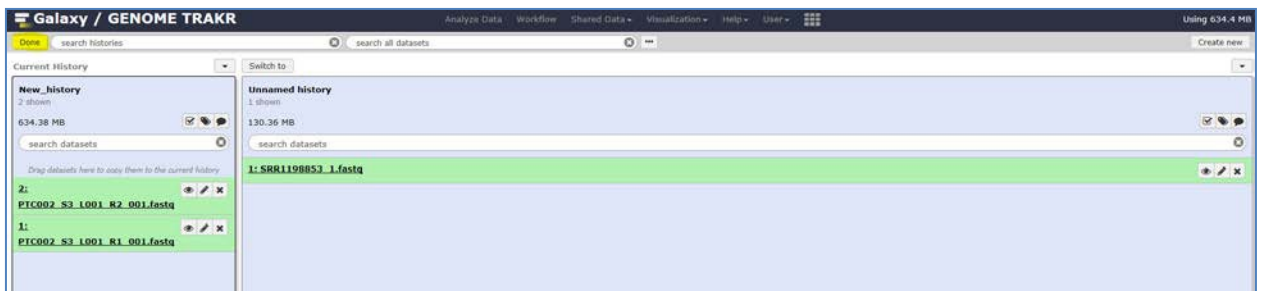 Galaxy / GENOME TRAKR
Analyze Data Workflow Shared Data Visualization Help User
Using 634.4 MB
Done search histories search all datasets ... Create new
Current History Switch to
New_history
2 shown
634.38 MB
search datasets
Drag datasets here to copy them to the current history
2:
PTC002_S3_L001_R2_001.fastq
1:
PTC002_S3_L001_R1_001.fastq
Unnamed history
1 shown
130.36 MB
search datasets
1: SRR1198853_1.fastq